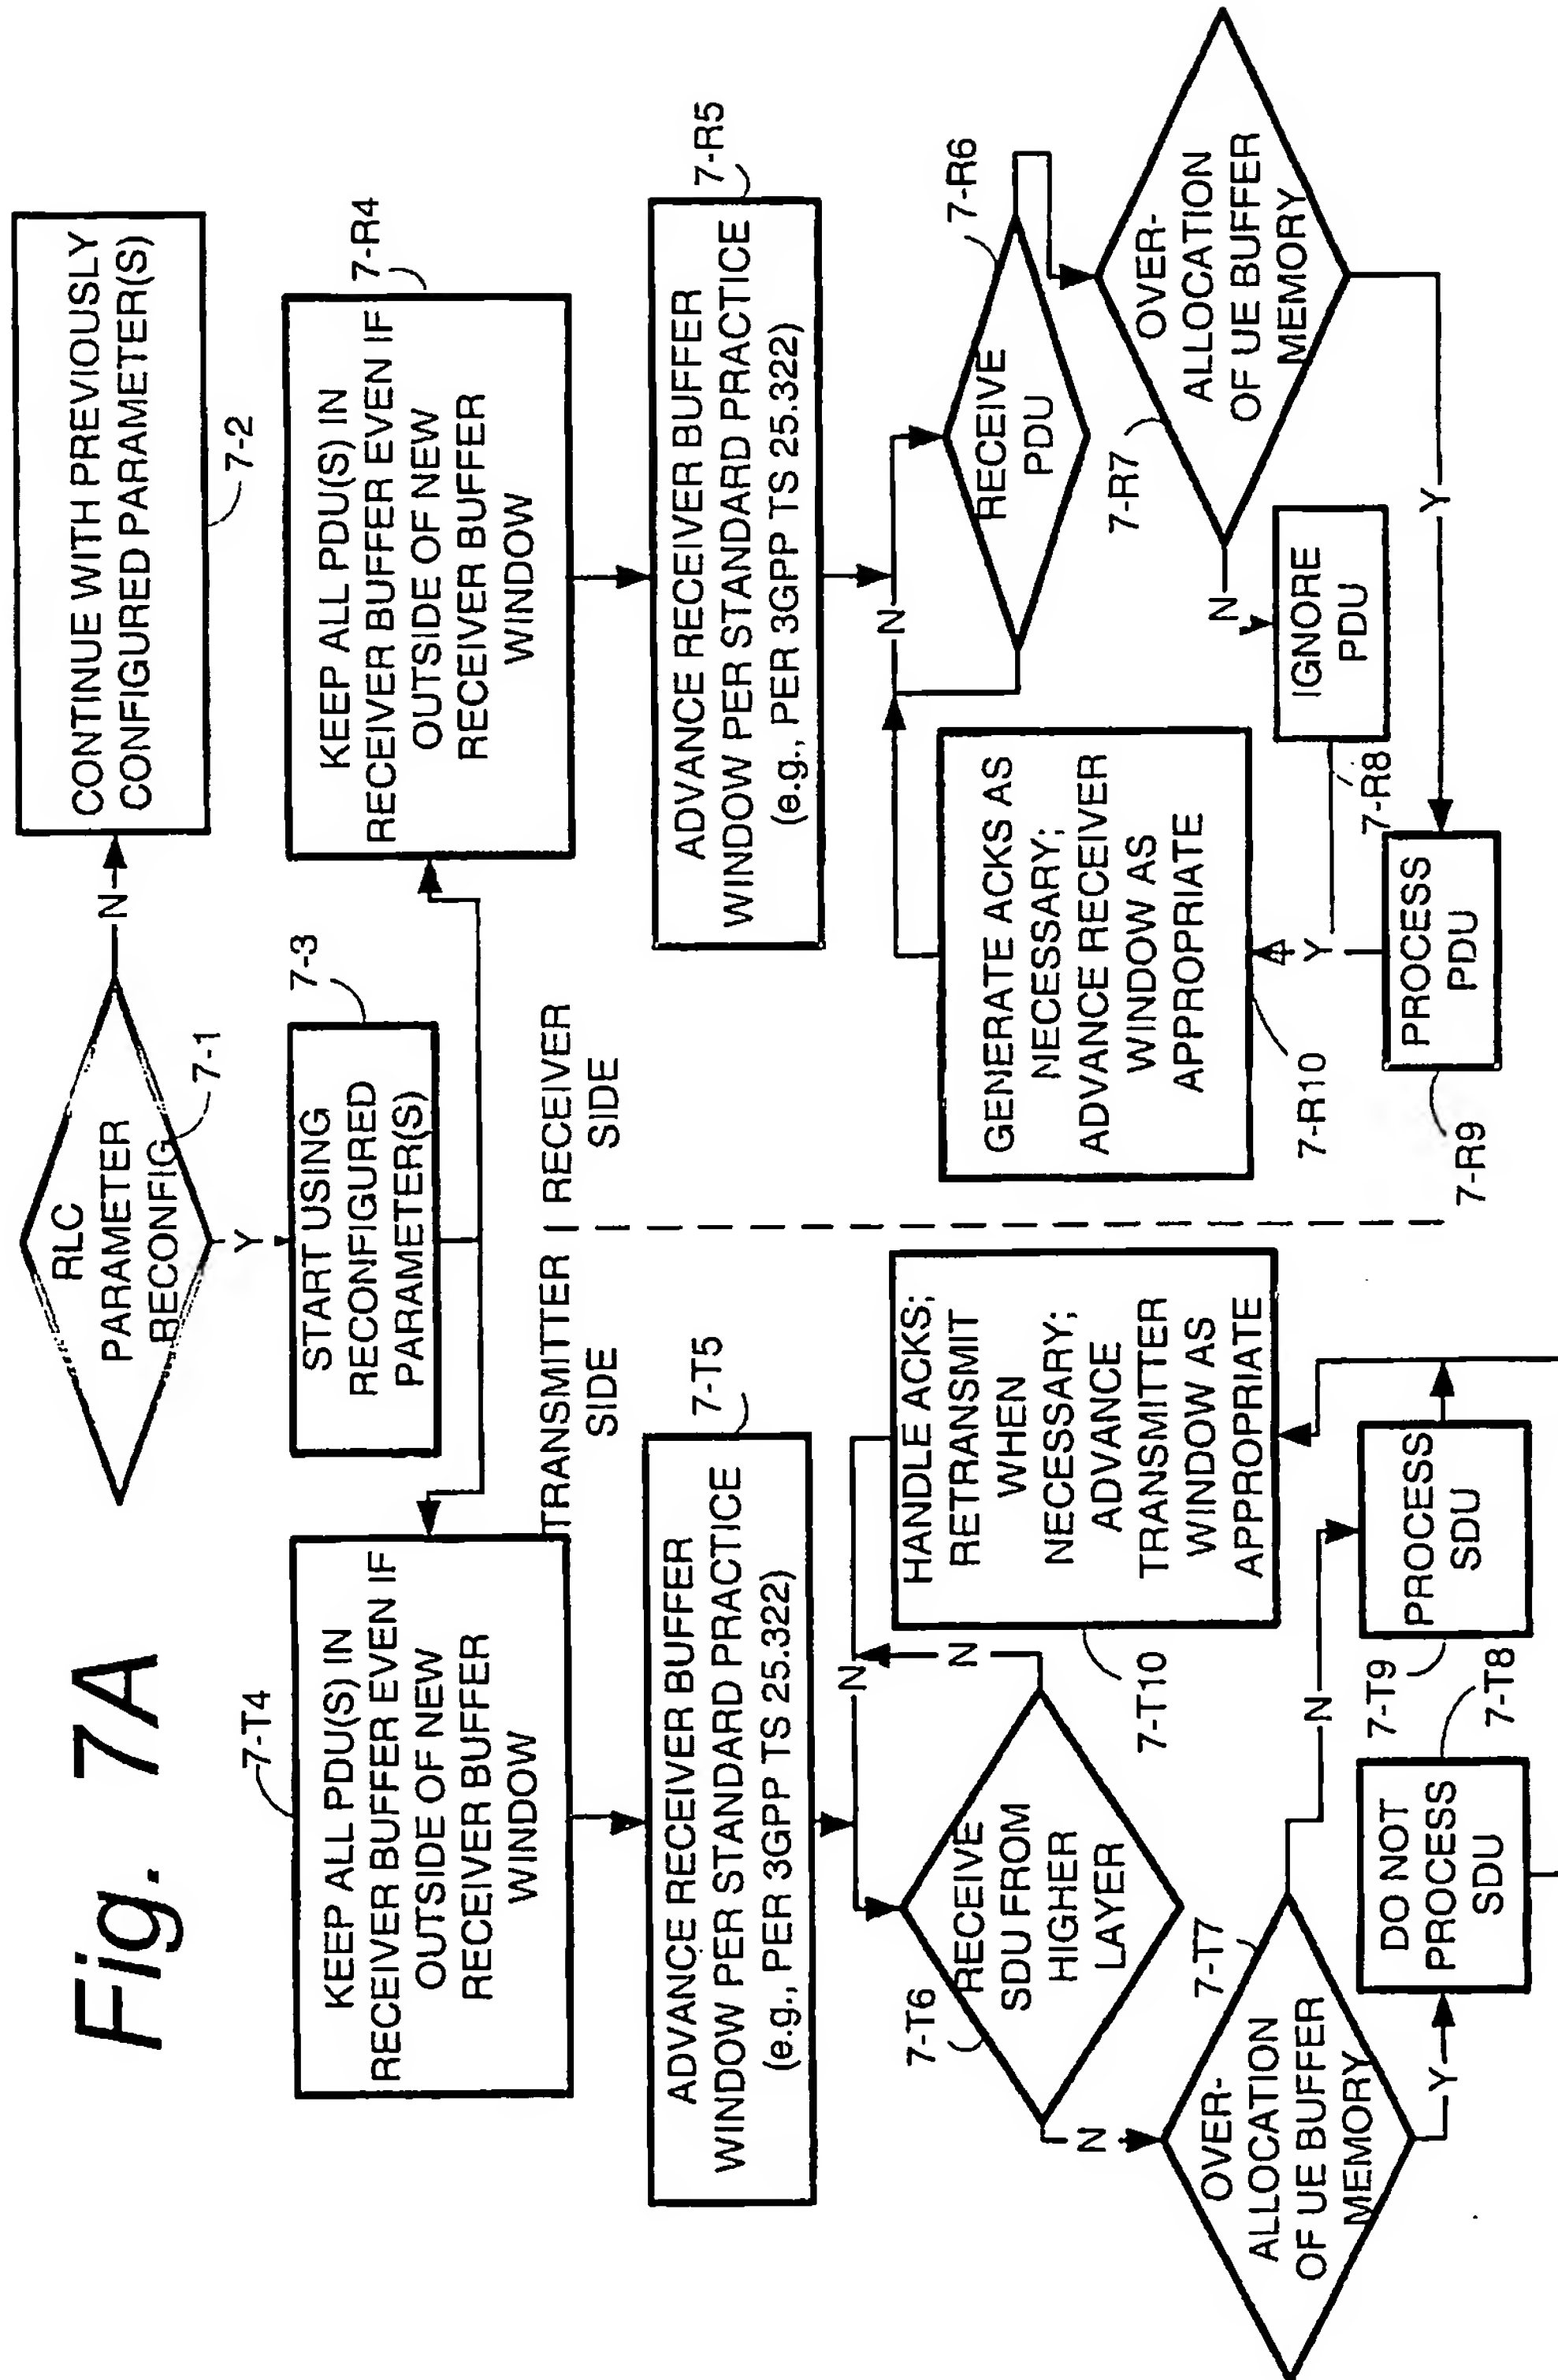 Fig. 7A
RLC
PARAMETER
RECONFIG
7-1
N
CONTINUE WITH PREVIOUSLY
CONFIGURED PARAMETER(S)
7-2
Y
START USING
RECONFIGURED
PARAMETER(S)
7-3
TRANSMITTER
SIDE
RECEIVER
SIDE
7-T4
KEEP ALL PDU(S) IN
RECEIVER BUFFER EVEN IF
OUTSIDE OF NEW
RECEIVER BUFFER
WINDOW
7-T5
ADVANCE RECEIVER BUFFER
WINDOW PER STANDARD PRACTICE
(e.g., PER 3GPP TS 25.322)
N
7-T6
RECEIVE
SDU FROM
HIGHER
LAYER
N
N
HANDLE ACKS;
RETRANSMIT
WHEN
NECESSARY;
ADVANCE
TRANSMITTER
WINDOW AS
APPROPRIATE
7-T10
7-T7
OVER-
ALLOCATION
OF UE BUFFER
MEMORY
N
Y
PROCESS
SDU
7-T9
DO NOT
PROCESS
SDU
7-T8
7-R4
KEEP ALL PDU(S) IN
RECEIVER BUFFER EVEN IF
OUTSIDE OF NEW
RECEIVER BUFFER
WINDOW
7-R5
ADVANCE RECEIVER BUFFER
WINDOW PER STANDARD PRACTICE
(e.g., PER 3GPP TS 25.322)
N
7-R6
RECEIVE
PDU
7-R7
OVER-
ALLOCATION
OF UE BUFFER
MEMORY
N
Y
IGNORE
PDU
7-R8
GENERATE ACKS AS
NECESSARY;
ADVANCE RECEIVER
WINDOW AS
APPROPRIATE
7-R10
Y
PROCESS
PDU
7-R9